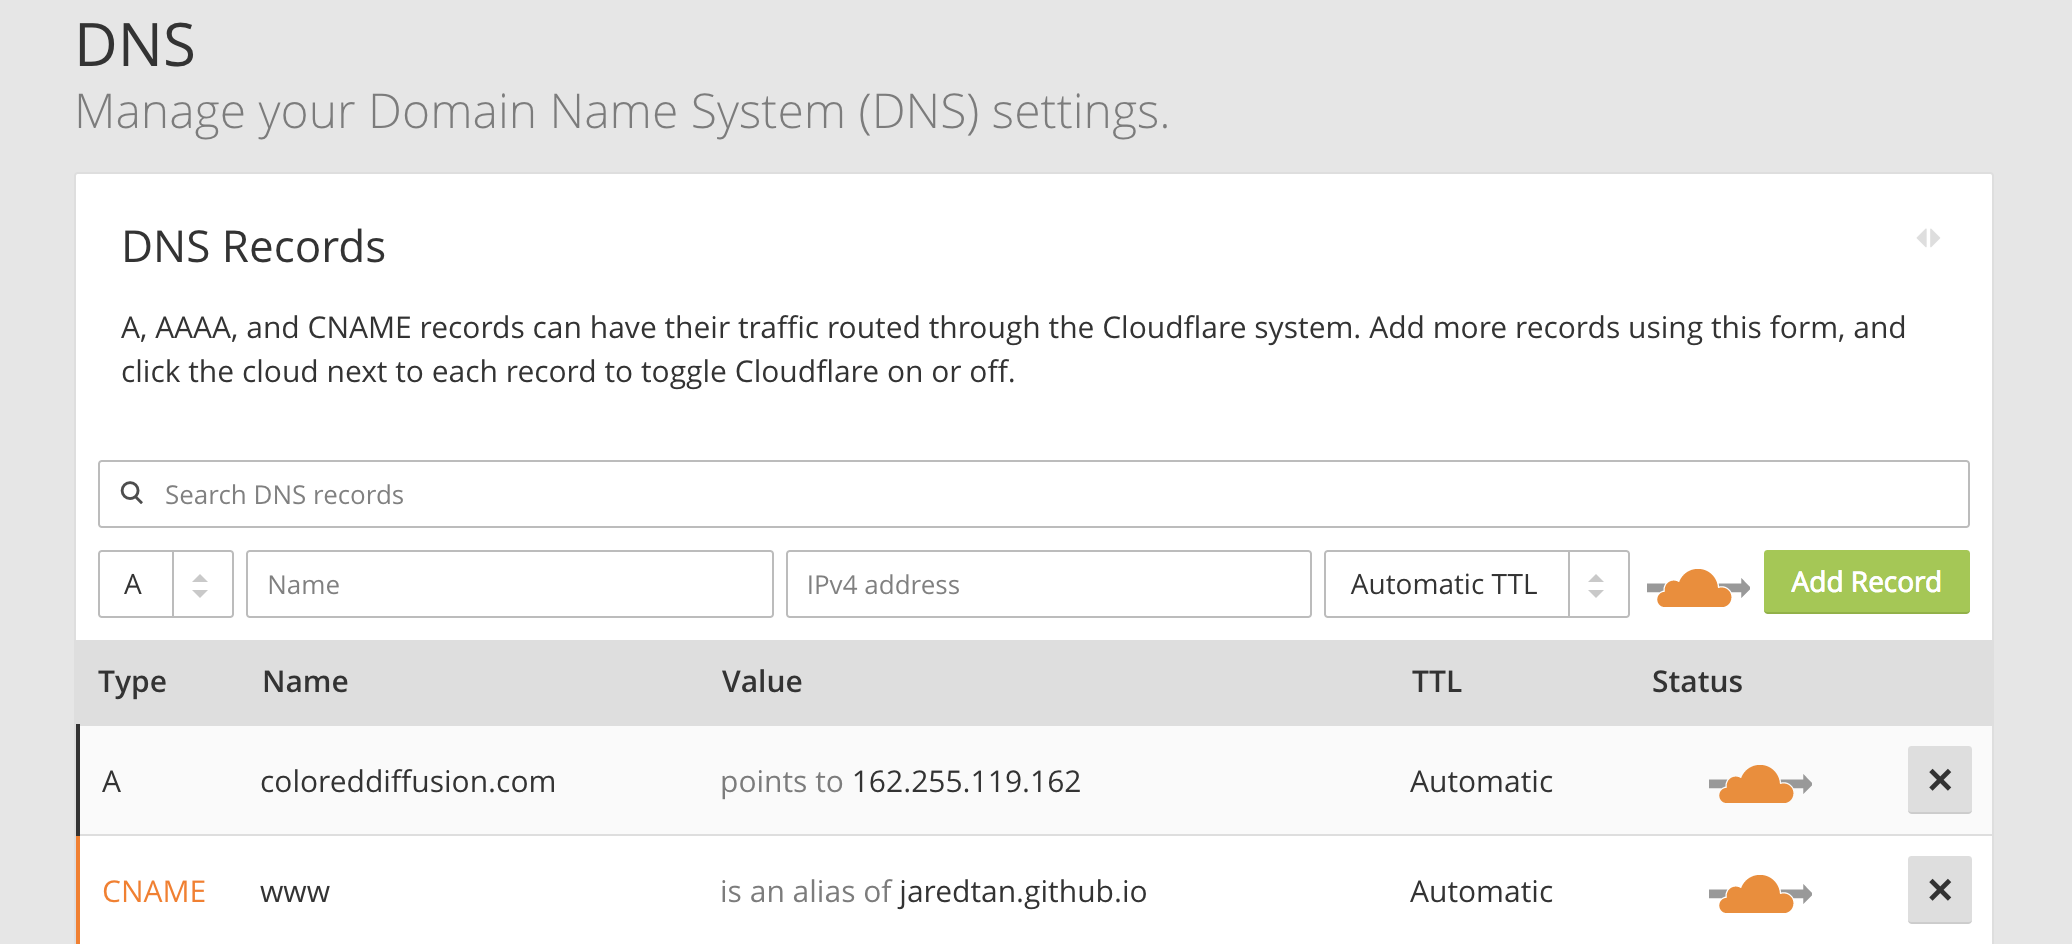 DNS
Manage your Domain Name System (DNS) settings.
DNS Records
A, AAAA, and CNAME records can have their traffic routed through the Cloudflare system. Add more records using this form, and
click the cloud next to each record to toggle Cloudflare on or off.
Search DNS records
A Name IPv4 address Automatic TTL Add Record
Type Name Value TTL Status
A coloreddiffusion.com points to 162.255.119.162 Automatic
CNAME www is an alias of jaredtan.github.io Automatic